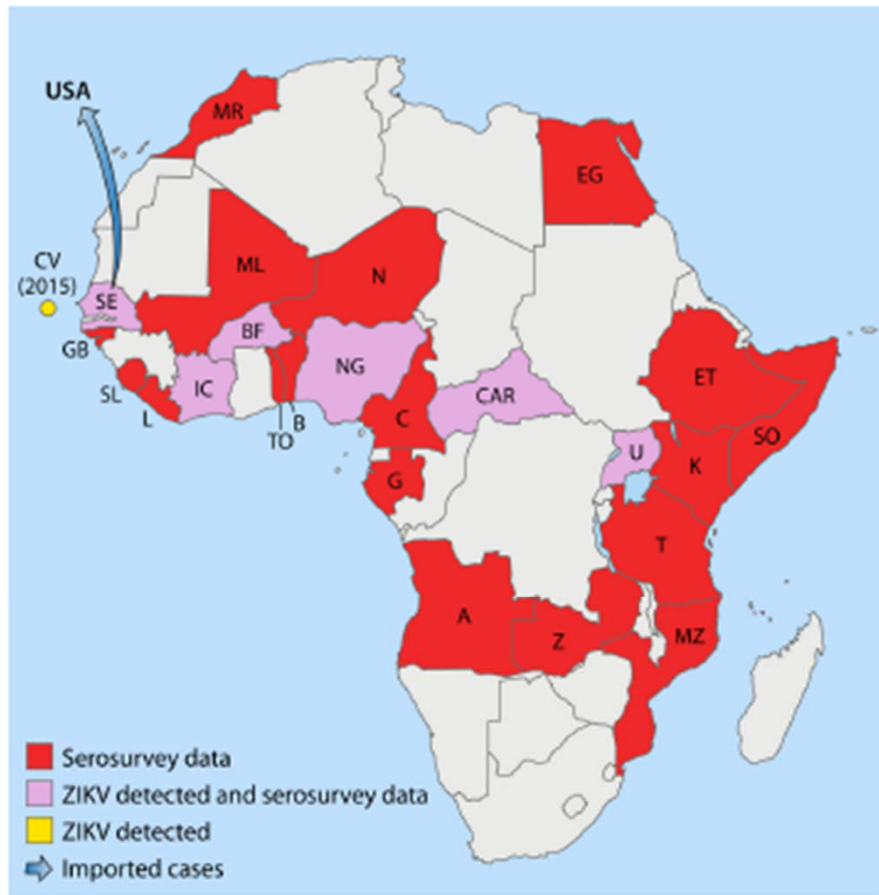 USA
MR
EG
CV
(2015)
ML
N
SE
BF
GB
NG
ET
IC
CAR
SL
C
SO
L
B
TO
U
K
G
T
A
Z
MZ
Serosurvey data
ZIKV detected and serosurvey data
ZIKV detected
Imported cases